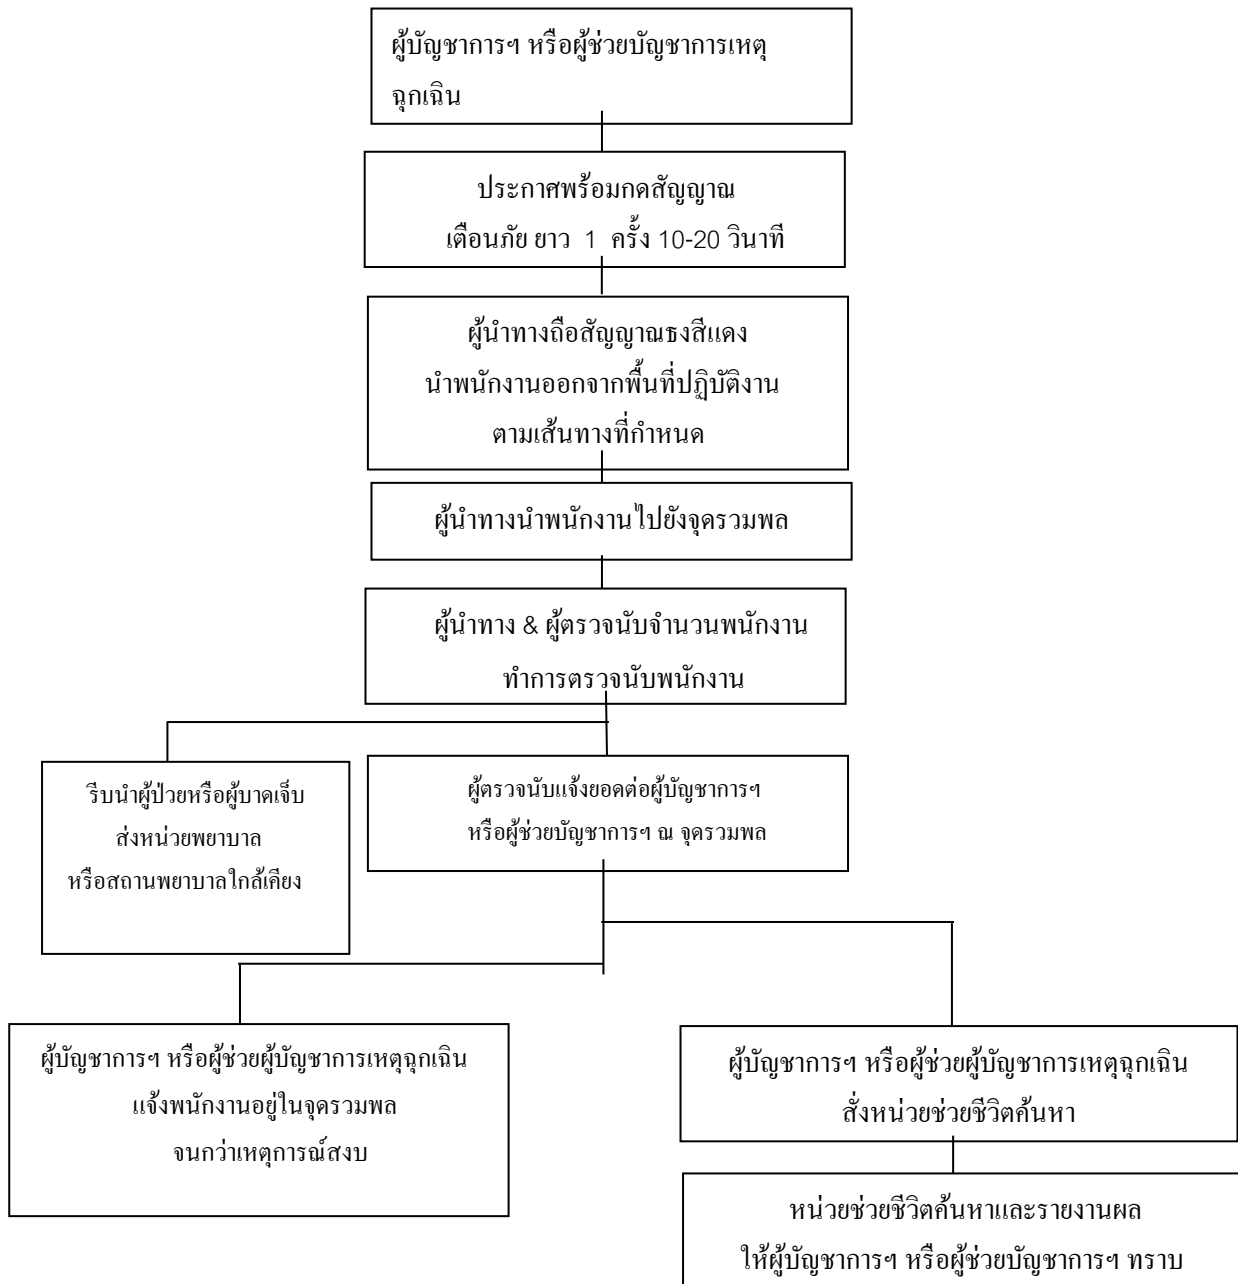 ผู้บัญชาการฯ หรือผู้ช่วยบัญชาการเหตุ
ฉุกเฉิน
ประกาศพร้อมกดสัญญาณ
เตือนภัย ยาว 1 ครั้ง 10-20 วินาที
ผู้นำทางถือสัญญาณธงสีแดง
นำพนักงานออกจากพื้นที่ปฏิบัติงาน
ตามเส้นทางที่กำหนด
ผู้นำทางนำพนักงานไปยังจุดรวมพล
ผู้นำทาง & ผู้ตรวจนับจำนวนพนักงาน
ทำการตรวจนับพนักงาน
รีบนำผู้ป่วยหรือผู้บาดเจ็บ
ส่งหน่วยพยาบาล
หรือสถานพยาบาลใกล้เคียง
ผู้ตรวจนับแจ้งยอดต่อผู้บัญชาการฯ
หรือผู้ช่วยบัญชาการฯ ณ จุดรวมพล
ผู้บัญชาการฯ หรือผู้ช่วยผู้บัญชาการเหตุฉุกเฉิน
แจ้งพนักงานอยู่ในจุดรวมพล
จนกว่าเหตุการณ์สงบ
ผู้บัญชาการฯ หรือผู้ช่วยผู้บัญชาการเหตุฉุกเฉิน
สั่งหน่วยช่วยชีวิตค้นหา
หน่วยช่วยชีวิตค้นหาและรายงานผล
ให้ผู้บัญชาการฯ หรือผู้ช่วยบัญชาการฯ ทราบ